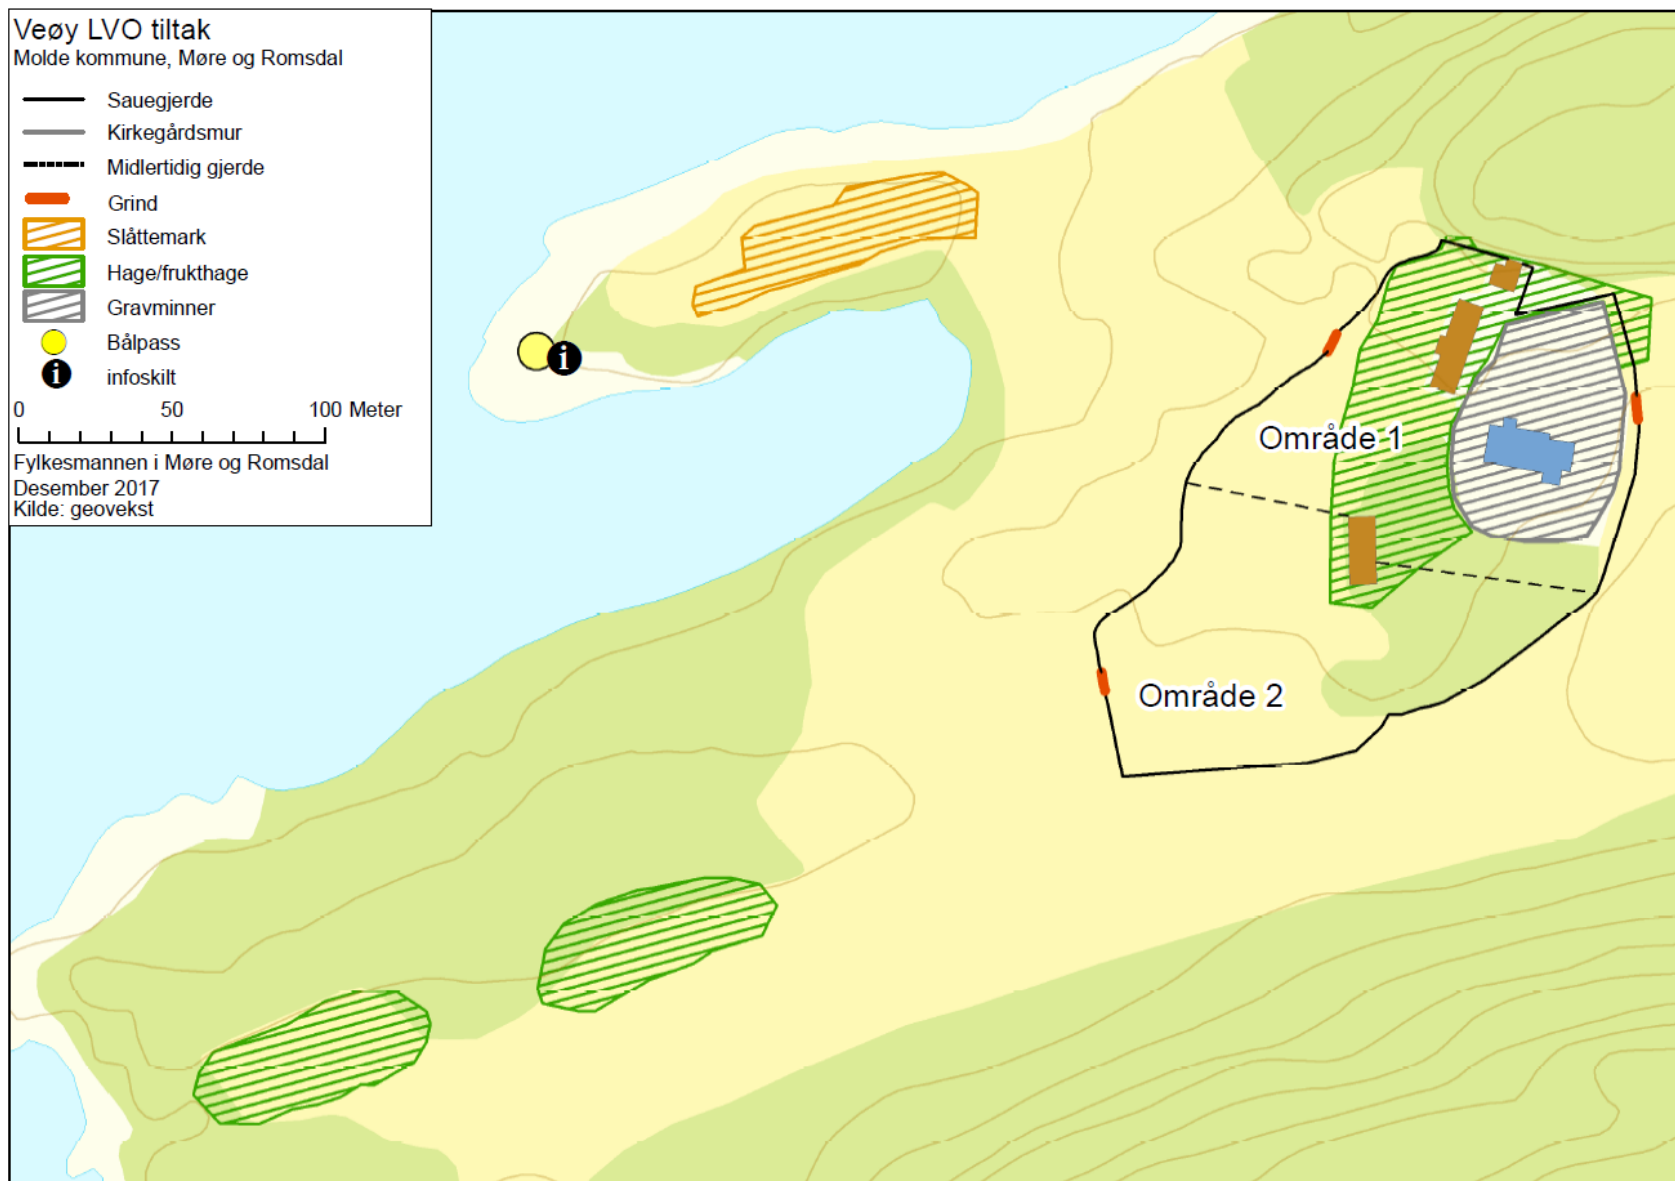 Veøy LVO tiltak
Molde kommune, Møre og Romsdal
Sauegjerde
Kirkegårdsmur
Midlertidig gjerde
Grind
Slåttemark
Hage/frukthage
Gravminner
Bålpass
i infoskilt
0 50 100 Meter
Fylkesmannen i Møre og Romsdal
Desember 2017
Kilde: geovekst
i
Område 1
Område 2